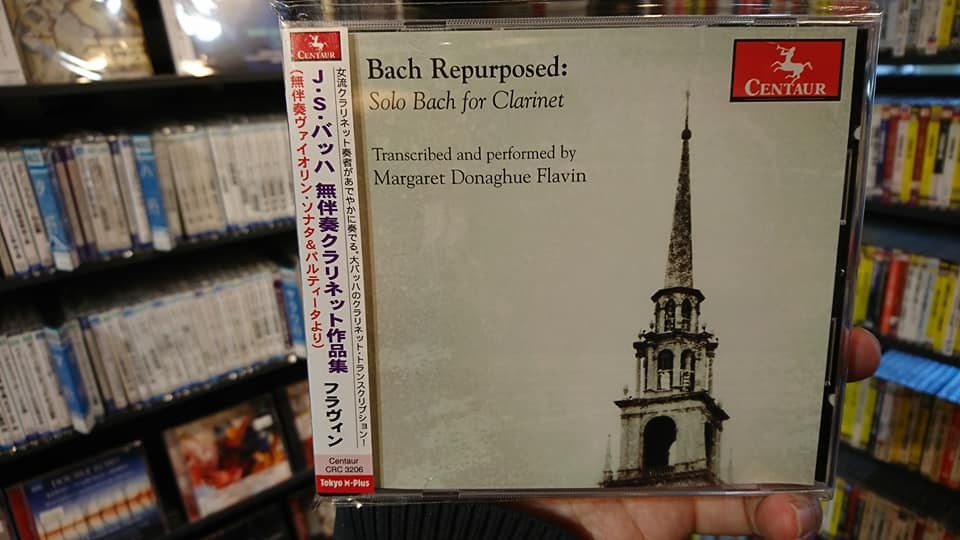 CENTAUR
女流クラリネット奏者があでやかに奏でる、大バッハのクラリネット・トランスクリプション!
J・S・バッハ 無伴奏クラリネット作品集 フラヴィン
(無伴奏ヴァイオリン・ソナタ&パルティータより)
Centaur
CRC 3206
Tokyo M-Plus
Bach Repurposed:
Solo Bach for Clarinet
Transcribed and performed by
Margaret Donaghue Flavin
CENTAUR